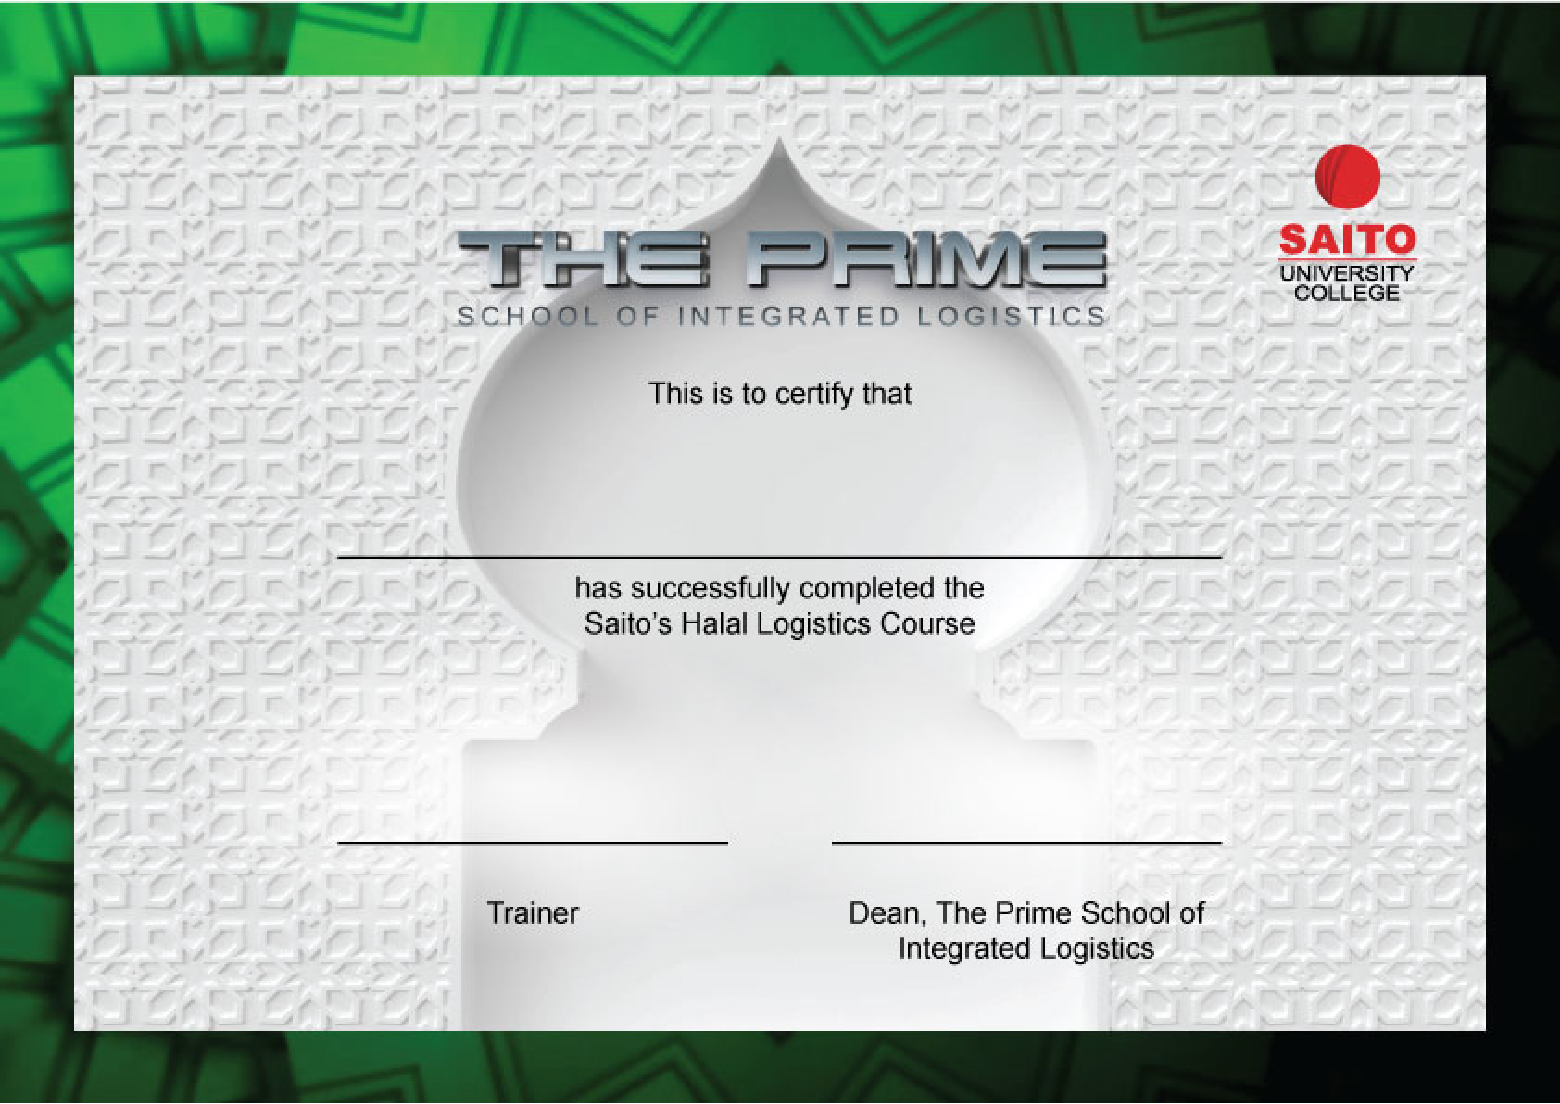 THE PRIME
SCHOOL OF INTEGRATED LOGISTICS
SAITO
UNIVERSITY
COLLEGE
This is to certify that
has successfully completed the
Saito’s Halal Logistics Course
Trainer
Dean, The Prime School of
Integrated Logistics